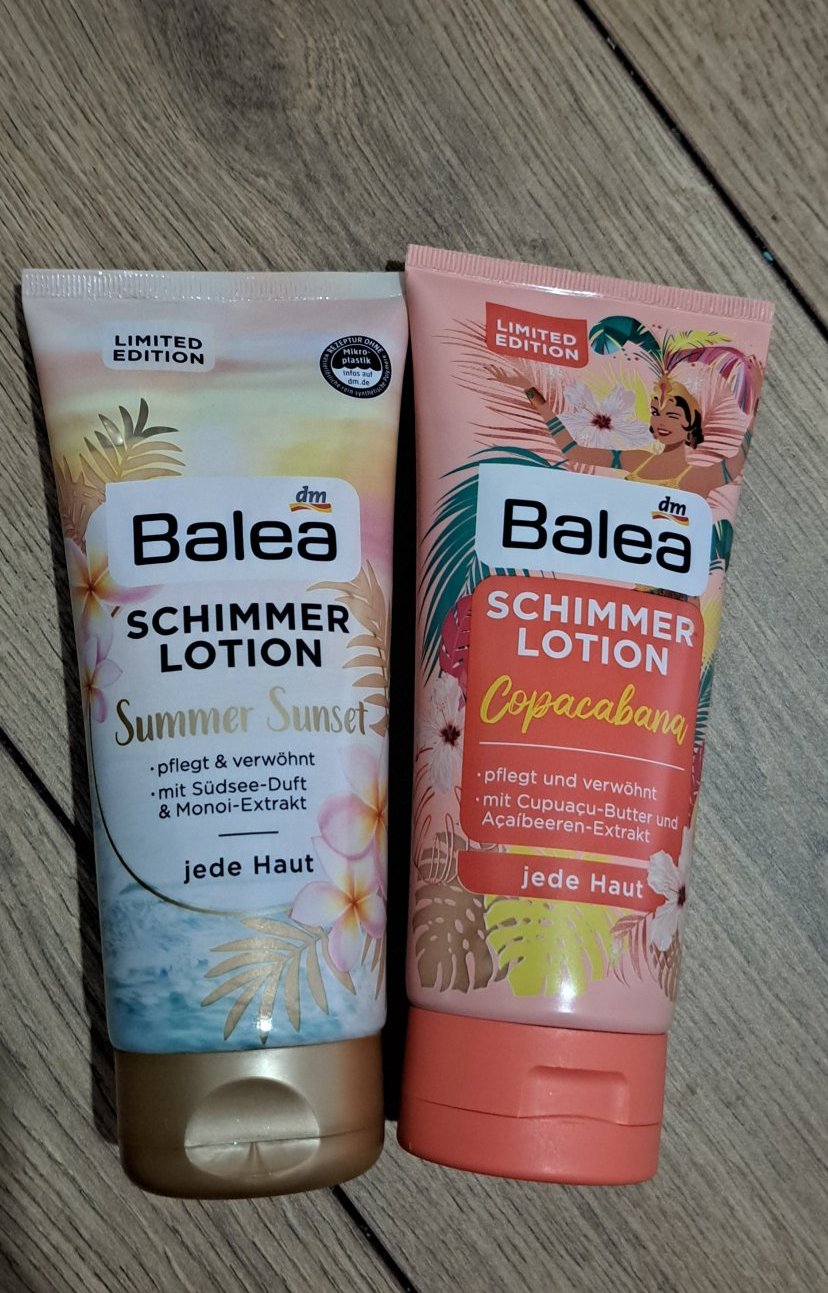 LIMITED
EDITION
REZEPTUR OHNE
Mikro-
plastik
Infos auf
dm.de
dm
Balea
SCHIMMER
LOTION
Summer Sunset
·pflegt & verwöhnt
·mit Südsee-Duft
& Monoi-Extrakt
jede Haut
LIMITED
EDITION
dm
Balea
SCHIMMER
LOTION
Copacabana
·pflegt und verwöhnt
·mit Cupuaçu-Butter und
Açaíbeeren-Extrakt
jede Haut